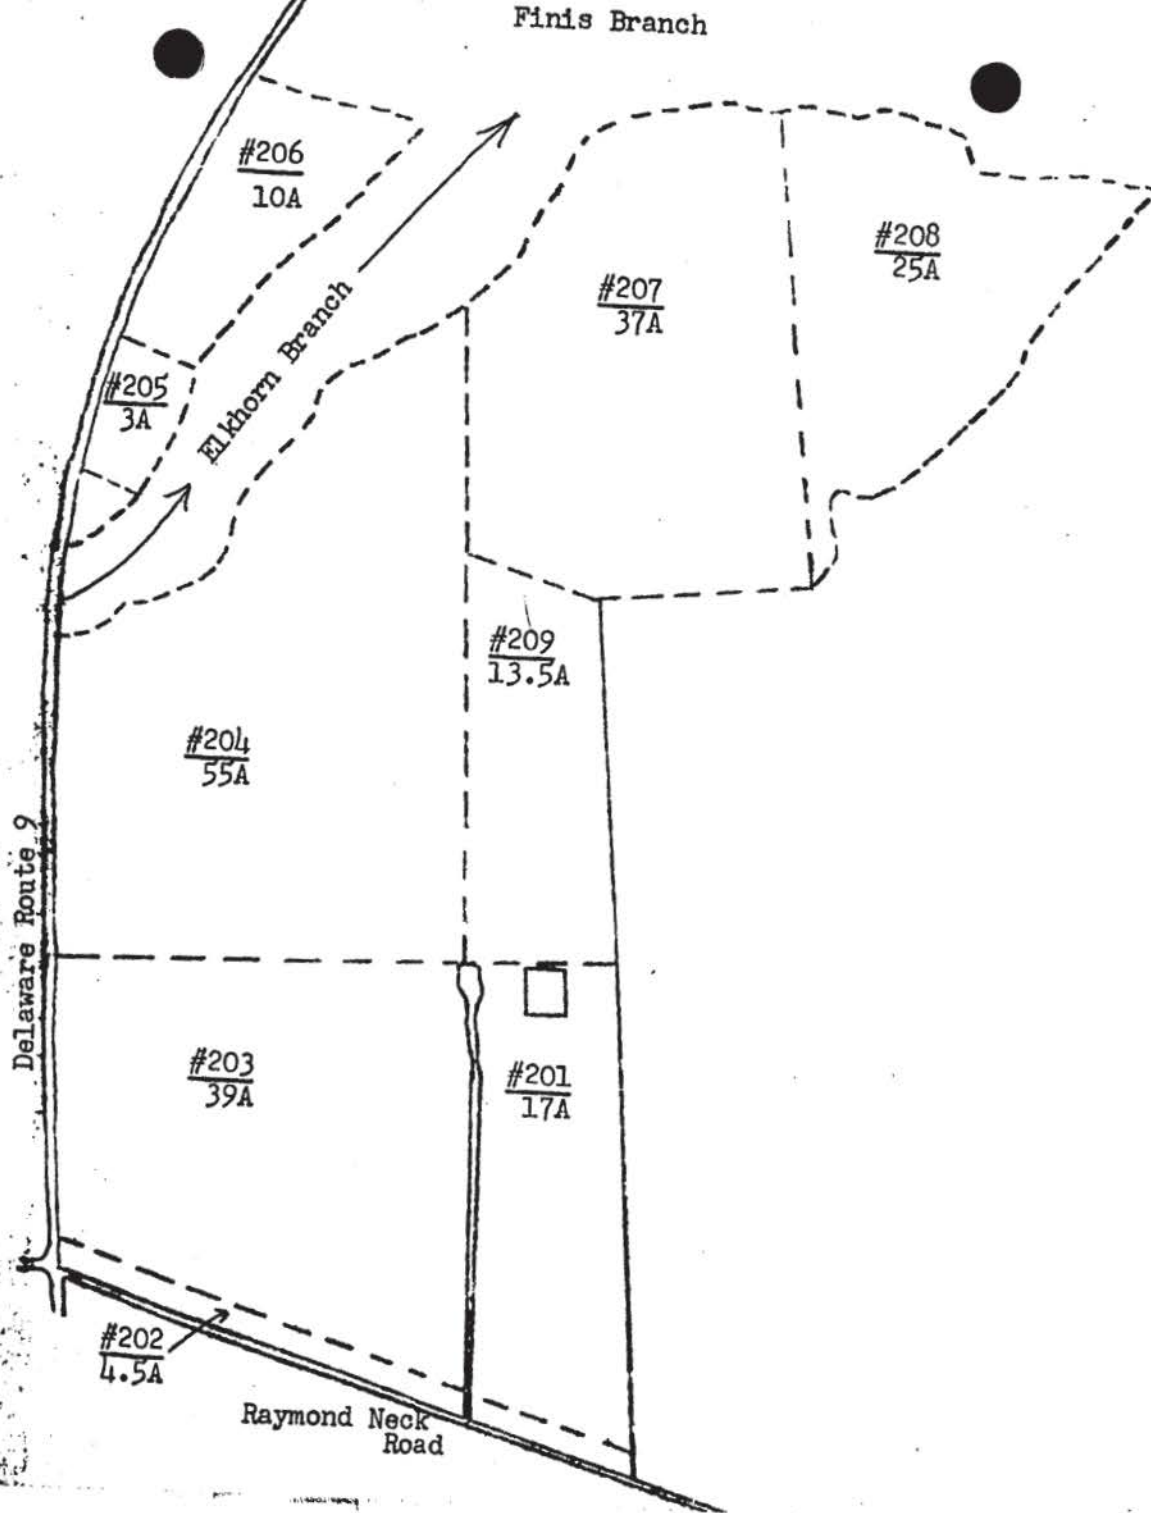 Finis Branch
#206
10A
#208
25A
#207
37A
Elkhorn Branch
#205
3A
#209
13.5A
#204
55A
Delaware Route 9
#203
39A
#201
17A
#202
4.5A
Raymond Neck
Road